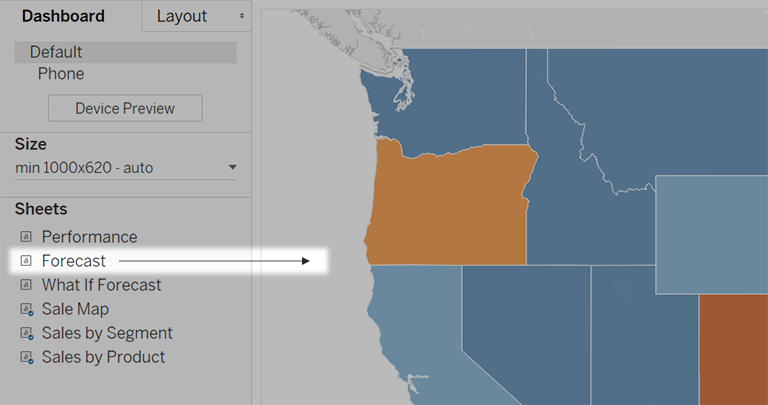 Dashboard
Layout
Default
Phone
Device Preview
Size
min 1000x620 - auto
Sheets
Performance
Forecast
What If Forecast
Sale Map
Sales by Segment
Sales by Product